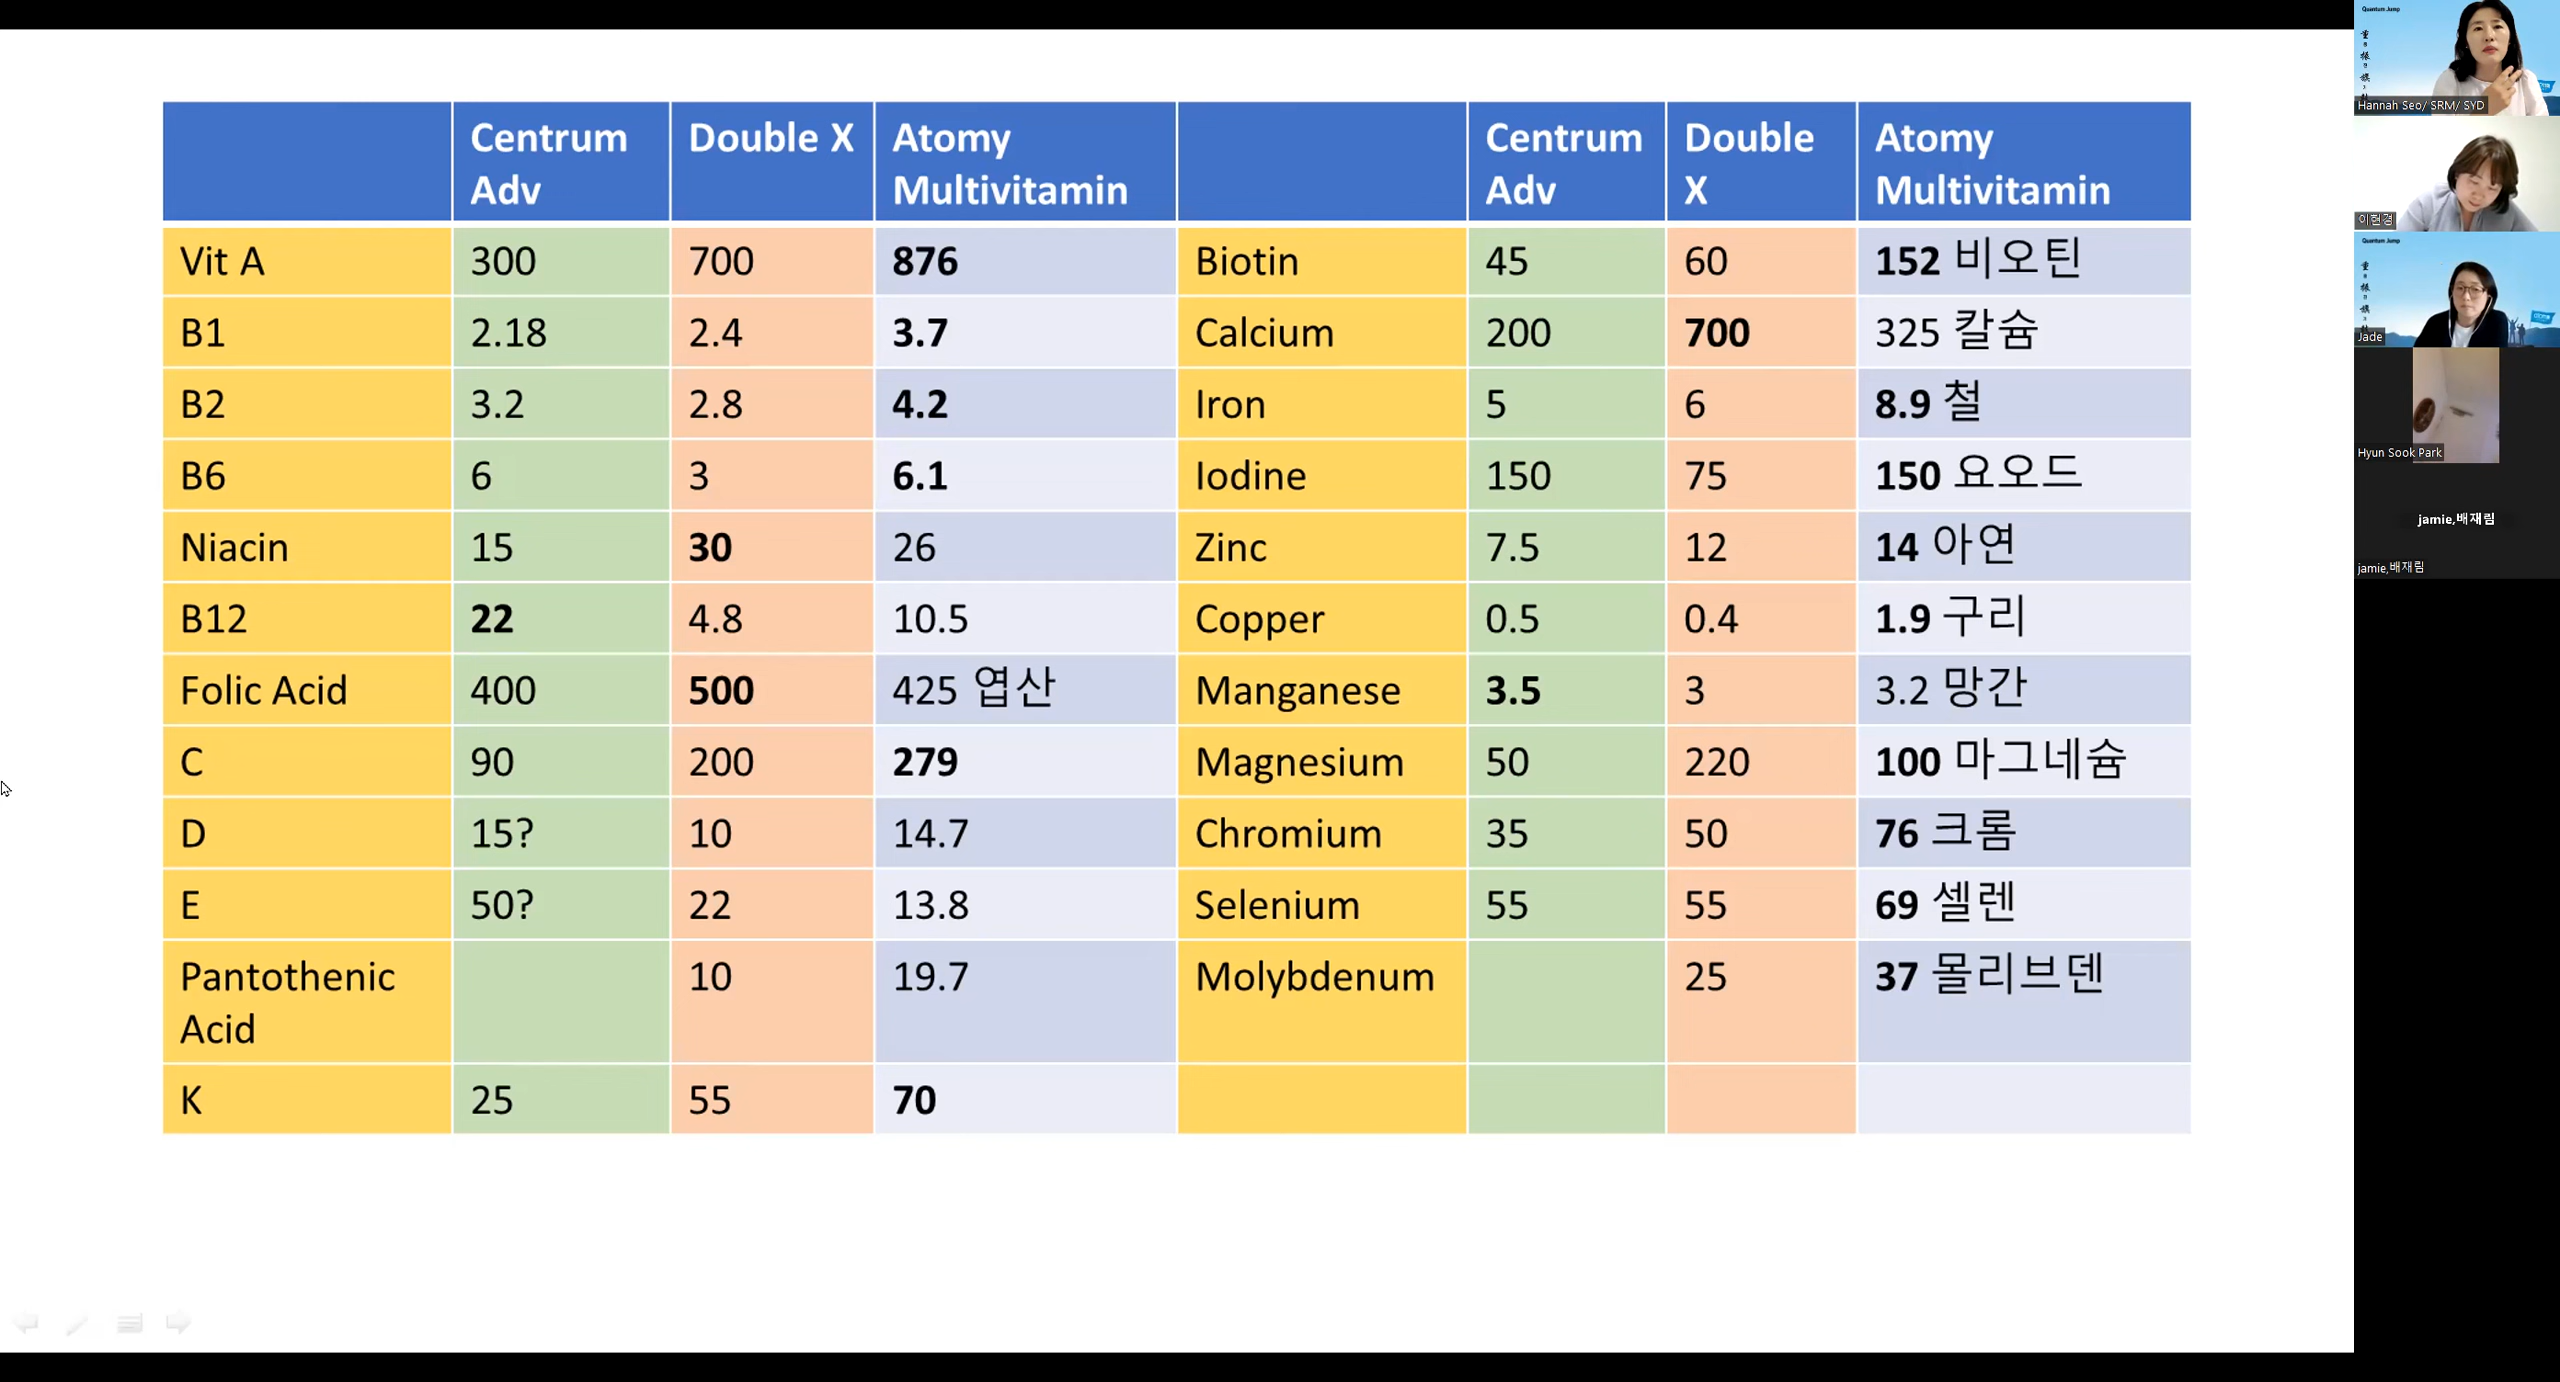 Centrum Adv Double X Atomy Multivitamin Centrum Adv Double X Atomy Multivitamin
Vit A 300 700 876 Biotin 45 60 152 비오틴
B1 2.18 2.4 3.7 Calcium 200 700 325 칼슘
B2 3.2 2.8 4.2 Iron 5 6 8.9 철
B6 6 3 6.1 Iodine 150 75 150 요오드
Niacin 15 30 26 Zinc 7.5 12 14 아연
B12 22 4.8 10.5 Copper 0.5 0.4 1.9 구리
Folic Acid 400 500 425 엽산 Manganese 3.5 3 3.2 망간
C 90 200 279 Magnesium 50 220 100 마그네슘
D 15? 10 14.7 Chromium 35 50 76 크롬
E 50? 22 13.8 Selenium 55 55 69 셀렌
Pantothenic Acid 10 19.7 Molybdenum 25 37 몰리브덴
K 25 55 70
Quantum Jump
Hannah Seo/ SRM/ SYD
이현경
Quantum Jump
Jade
Hyun Sook Park
jamie,배재림
jamie,배재림